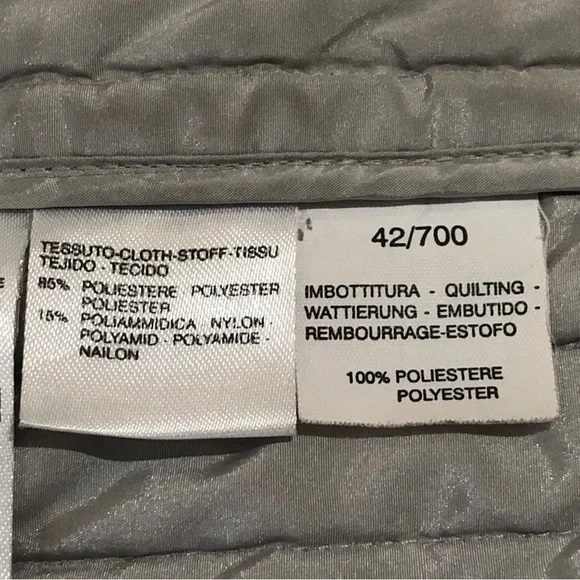 TESSUTO-CLOTH-STOFF-TISSU
TEJIDO - TECIDO
85% POLIESTERE POLYESTER
POLIESTER
15% POLIAMMIDICA NYLON -
POLYAMID - POLYAMIDE -
NAILON
42/700
IMBOTTITURA - QUILTING -
WATTIERUNG - EMBUTIDO -
REMBOURRAGE-ESTOFO
100% POLIESTERE
POLYESTER